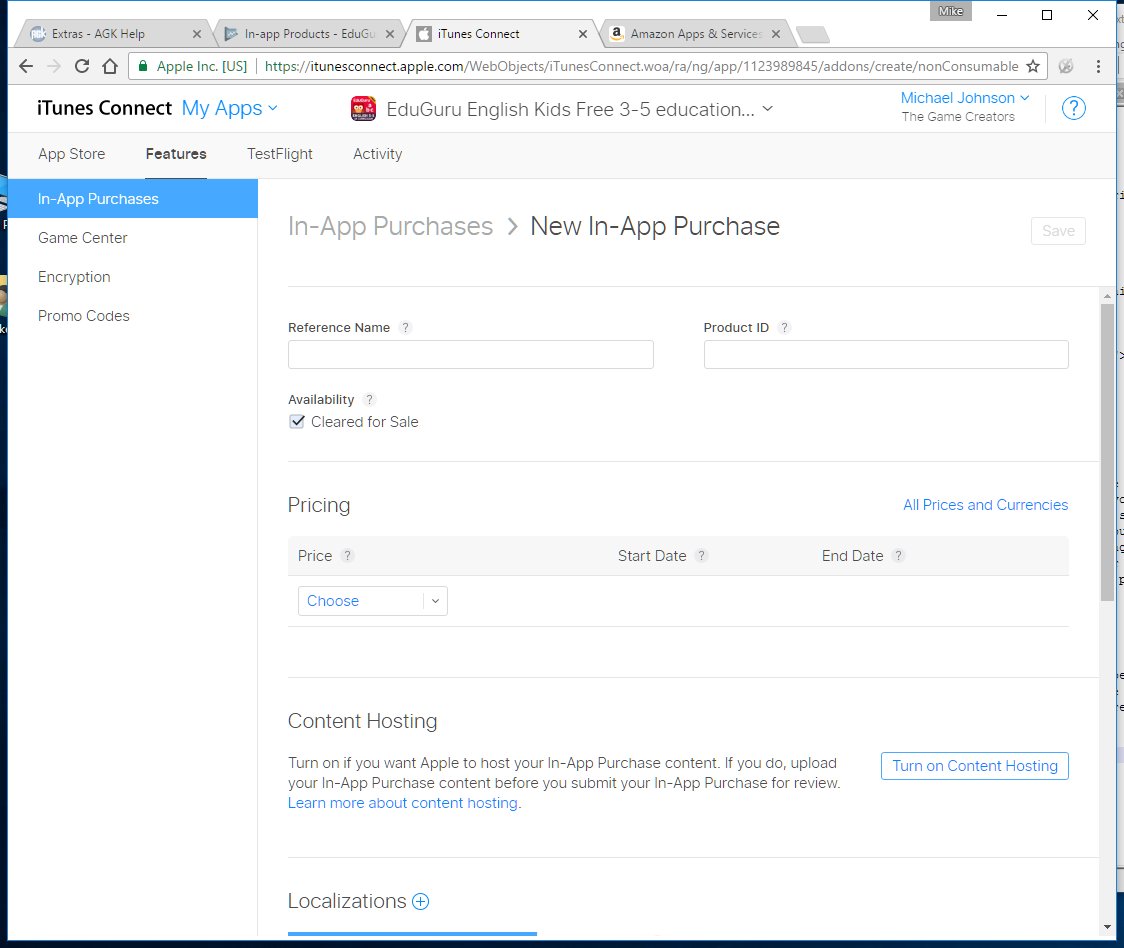 Mike
Extras - AGK Help
In-app Products - EduGu
iTunes Connect
Amazon Apps & Services
Apple Inc. [US]
https://itunesconnect.apple.com/WebObjects/iTunesConnect.woa/ra/ng/app/1123989845/addons/create/nonConsumable
iTunes Connect My Apps
EduGuru English Kids Free 3-5 education...
Michael Johnson
The Game Creators
?
App Store Features TestFlight Activity
In-App Purchases
Game Center
Encryption
Promo Codes
In-App Purchases > New In-App Purchase
Save
Reference Name ? Product ID ?
Availability ?
Cleared for Sale
Pricing All Prices and Currencies
Price ? Start Date ? End Date ?
Choose
Content Hosting
Turn on if you want Apple to host your In-App Purchase content. If you do, upload
your In-App Purchase content before you submit your In-App Purchase for review.
Learn more about content hosting.
Turn on Content Hosting
Localizations